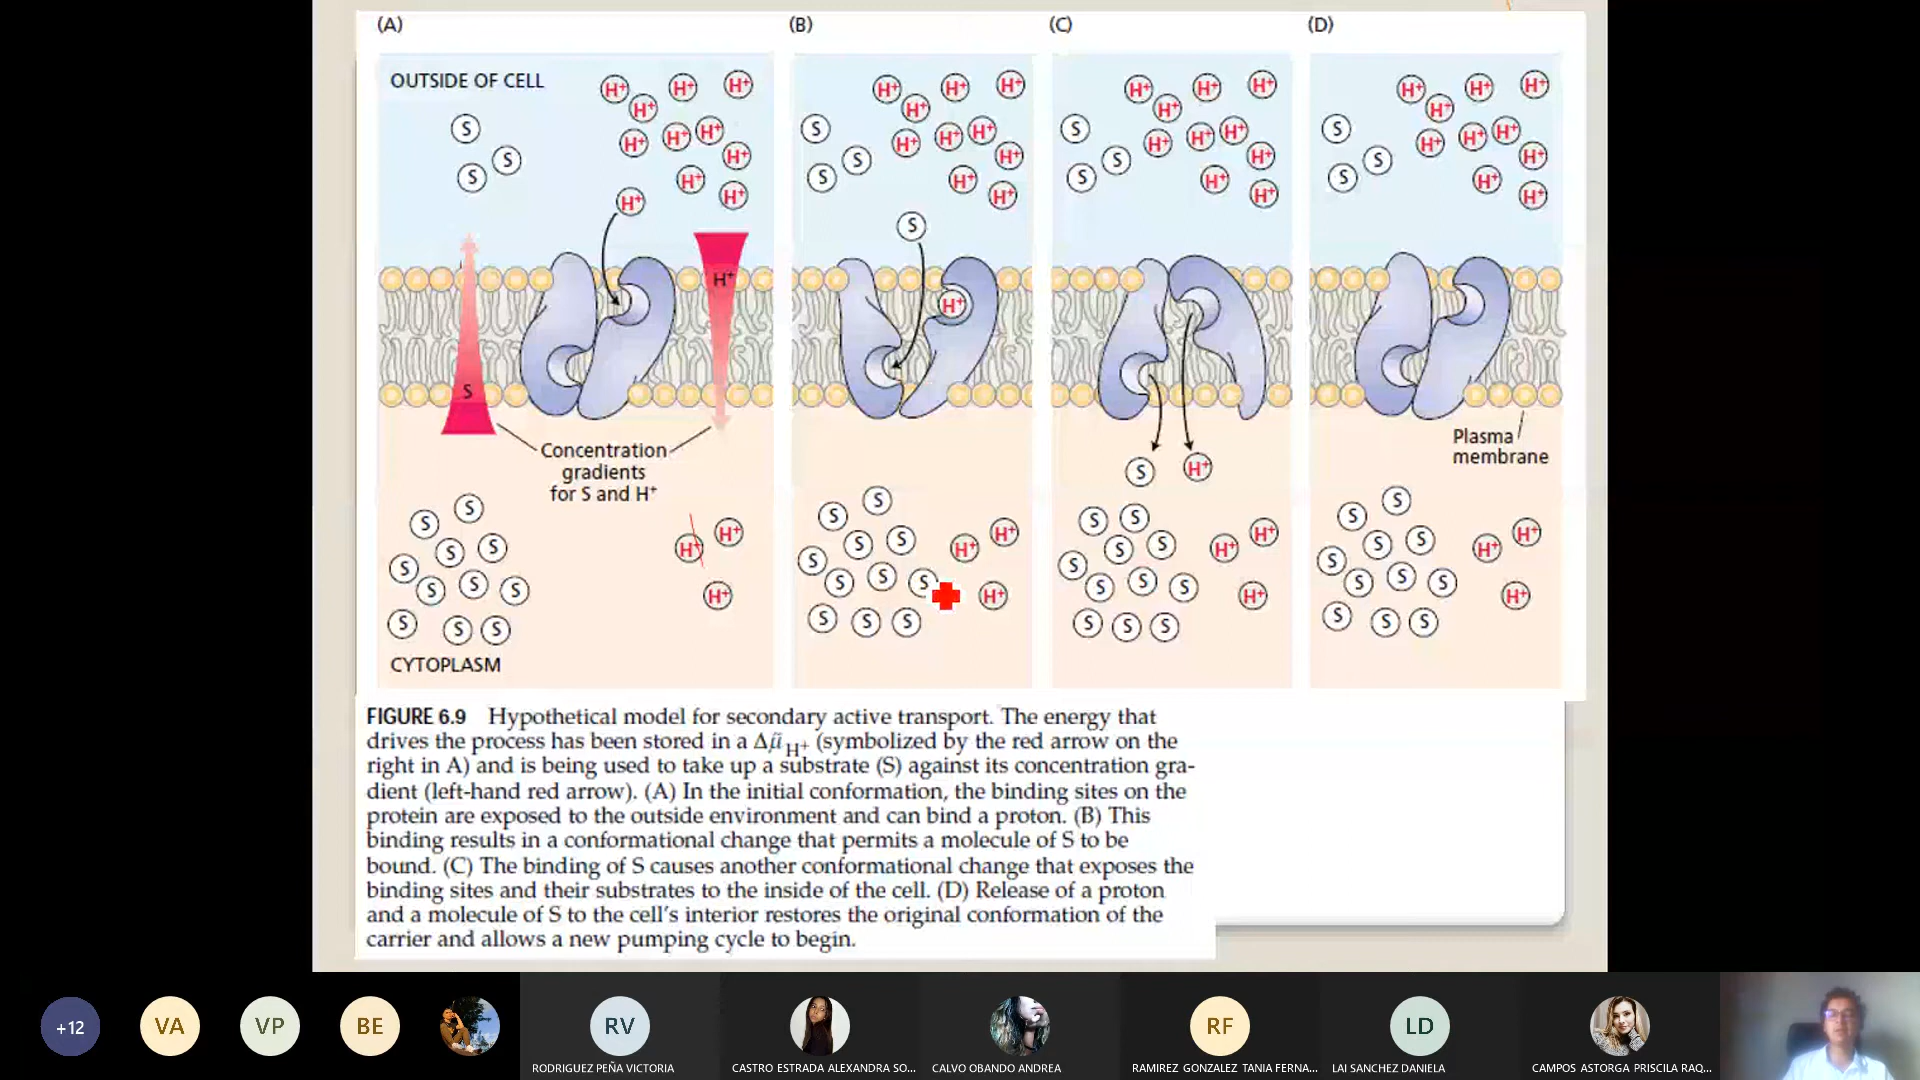 (A)
(B)
(C)
(D)
OUTSIDE OF CELL
H⁺ H⁺ H⁺ H⁺ H⁺ H⁺ H⁺ H⁺ H⁺ H⁺ H⁺
S S S
H⁺
S
Concentration
gradients
for S and H⁺
S S S S S S S S S S S
H⁺ H⁺ H⁺
CYTOPLASM
H⁺ H⁺ H⁺ H⁺ H⁺ H⁺ H⁺ H⁺ H⁺ H⁺
S S S
S
H⁺
S S S S S S S S S S S
H⁺ H⁺ H⁺
H⁺ H⁺ H⁺ H⁺ H⁺ H⁺ H⁺ H⁺ H⁺ H⁺
S S S
S H⁺
S S S S S S S S S S S
H⁺ H⁺ H⁺
H⁺ H⁺ H⁺ H⁺ H⁺ H⁺ H⁺ H⁺ H⁺ H⁺
S S S
Plasma
membrane
S S S S S S S S S S S
H⁺ H⁺ H⁺
FIGURE 6.9 Hypothetical model for secondary active transport. The energy that
drives the process has been stored in a Δμ̃H⁺ (symbolized by the red arrow on the
right in A) and is being used to take up a substrate (S) against its concentration gra-
dient (left-hand red arrow). (A) In the initial conformation, the binding sites on the
protein are exposed to the outside environment and can bind a proton. (B) This
binding results in a conformational change that permits a molecule of S to be
bound. (C) The binding of S causes another conformational change that exposes the
binding sites and their substrates to the inside of the cell. (D) Release of a proton
and a molecule of S to the cell's interior restores the original conformation of the
carrier and allows a new pumping cycle to begin.
+12
VA
VP
BE
RV
RF
LD
RODRIGUEZ PEÑA VICTORIA
CASTRO ESTRADA ALEXANDRA SO...
CALVO OBANDO ANDREA
RAMIREZ GONZALEZ TANIA FERNA...
LAI SANCHEZ DANIELA
CAMPOS ASTORGA PRISCILA RAQ...